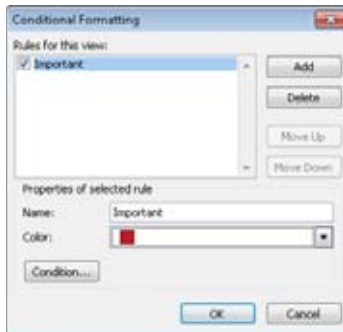 Conditional Formatting
Rules for this view:
Important
Add
Delete
Move Up
Move Down
Properties of selected rule
Name: Important
Color:
Condition...
OK Cancel